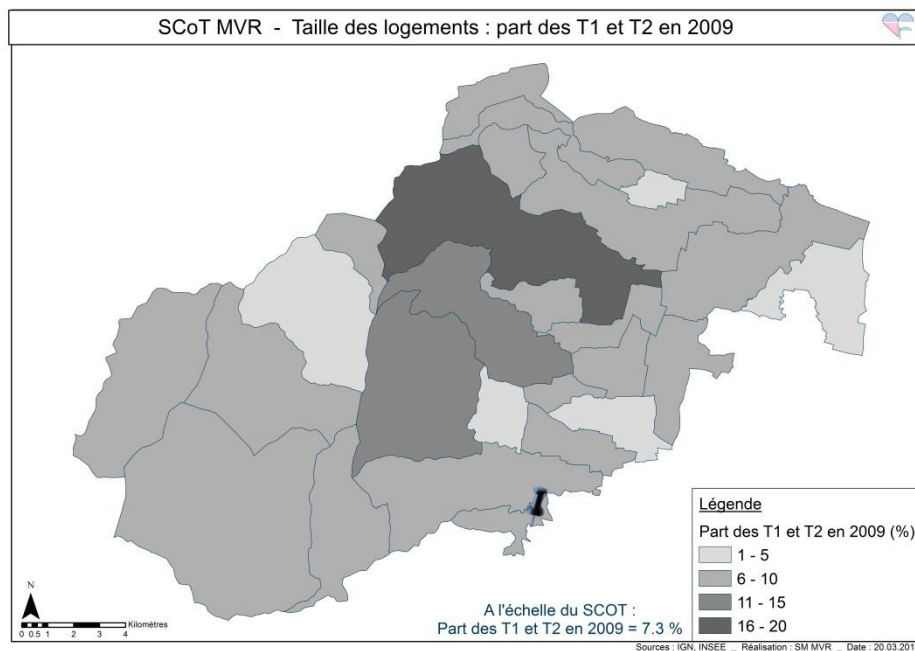 SCoT MVR - Taille des logements : part des T1 et T2 en 2009
Légende
Part des T1 et T2 en 2009 (%)
1 - 5
6 - 10
11 - 15
16 - 20
N
0 0.5 1 2 3 4 Kilomètres
A l'échelle du SCOT :
Part des T1 et T2 en 2009 = 7.3 %
Sources : IGN, INSEE _ Réalisation : SM MVR _ Date : 20.03.201